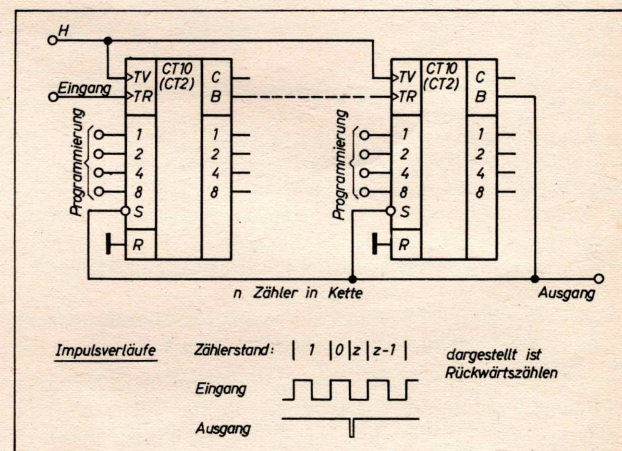 H
Eingang
TV
TR
CT10
(CT2)
C
B
Programmierung
1
2
4
8
S
R
1
2
4
8
TV
TR
CT10
(CT2)
C
B
Programmierung
1
2
4
8
S
R
1
2
4
8
n Zähler in Kette
Ausgang
Impulsverläufe
Zählerstand: | 1 | 0 | z | z-1 |
dargestellt ist
Rückwärtszählen
Eingang
Ausgang